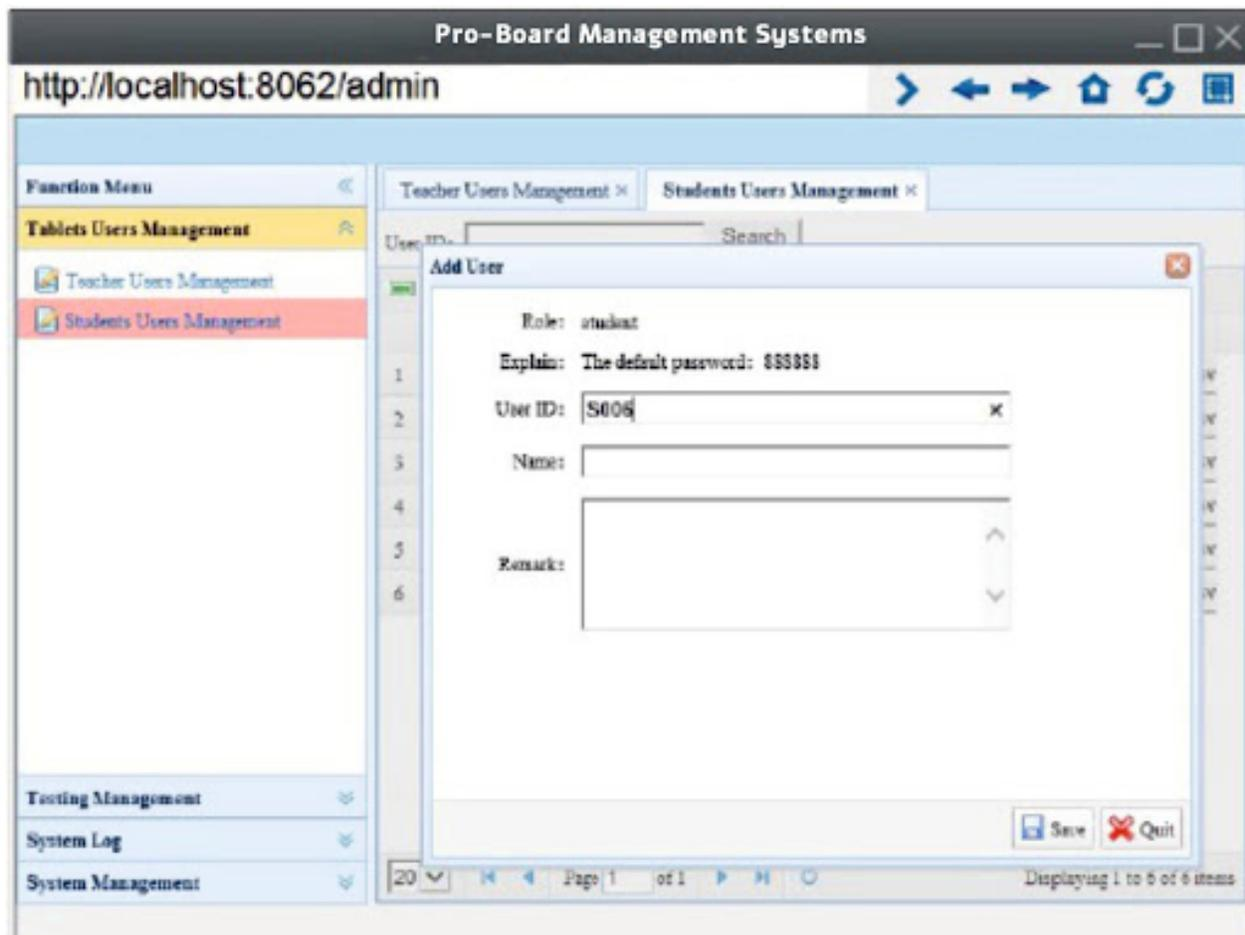 Pro-Board Management Systems
http://localhost:8062/admin
Function Menu
Tablets Users Management
Teacher Users Management
Students Users Management
Testing Management
System Log
System Management
Teacher Users Management × Students Users Management ×
User ID: Search
Add User
Role: student
Explain: The default password:
User ID: S006
Name:
Remark:
Save Quit
1
2
3
4
5
6
20 Page 1 of 1 Displaying 1 to 6 of 6 items